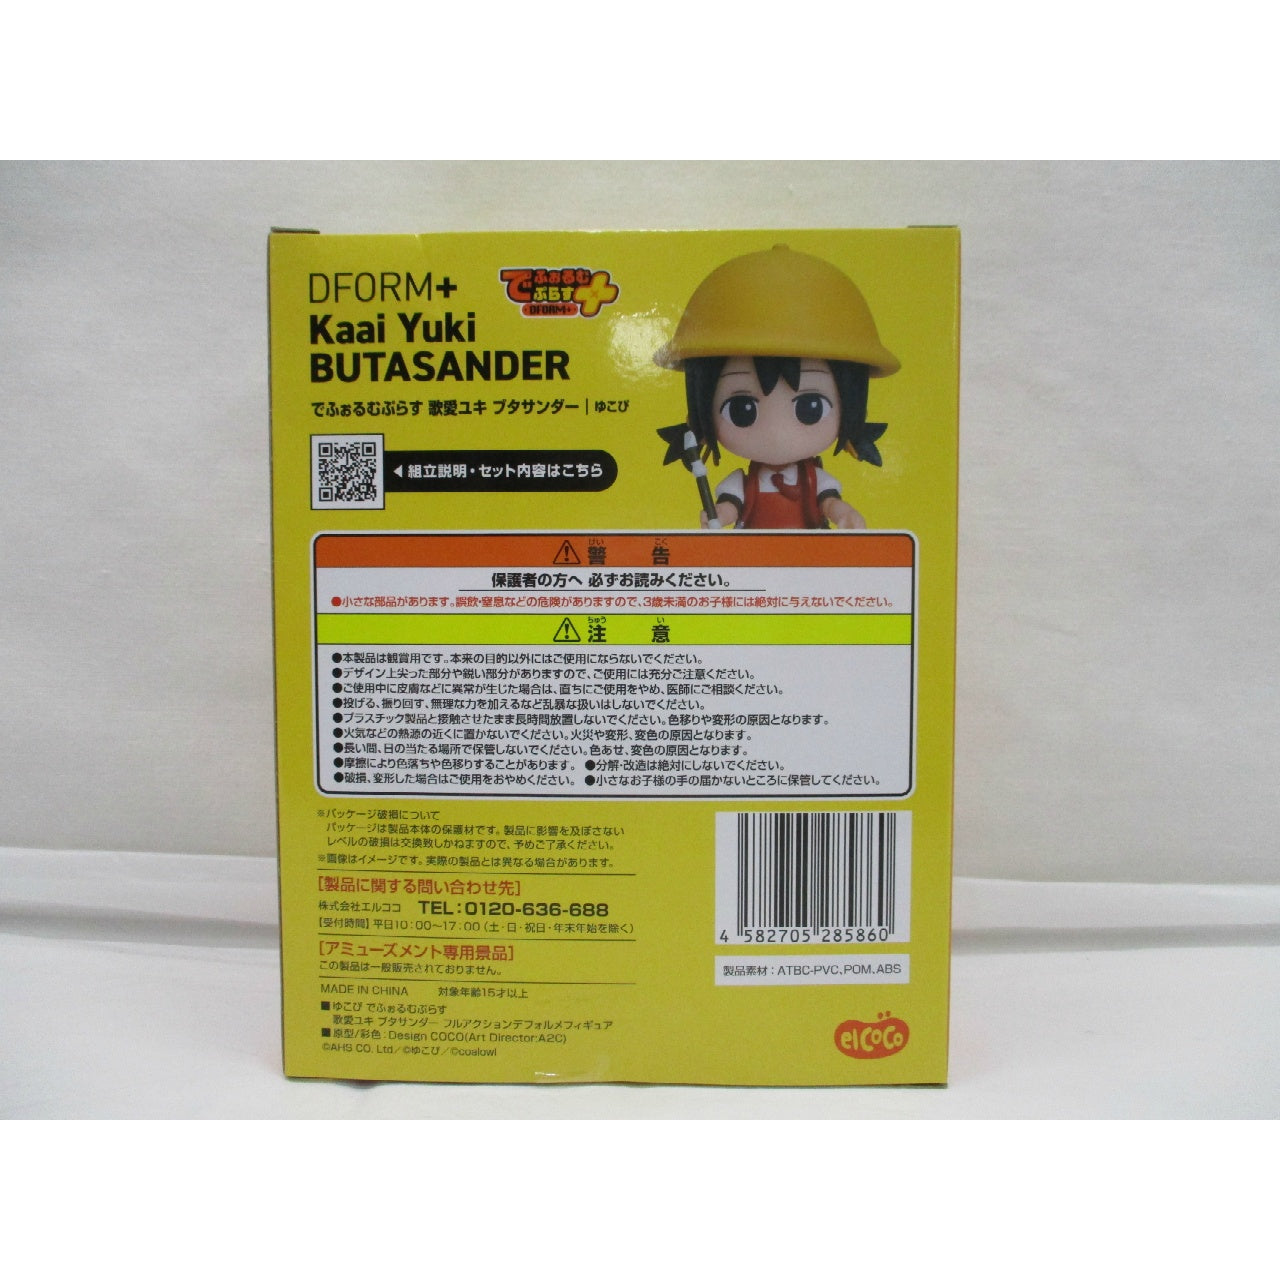 DFORM+
でふぉるむ
ぷらす
DFORM+
Kaai Yuki
BUTASANDER
でふぉるむぷらす 歌愛ユキ ブタサンダー｜ゆこぴ
◀組立説明・セット内容はこちら
けい こく
警 告
保護者の方へ 必ずお読みください。
●小さな部品があります。誤飲・窒息などの危険がありますので、3歳未満のお子様には絶対に与えないでください。
ちゅう い
注 意
●本製品は観賞用です。本来の目的以外にはご使用にならないでください。
●デザイン上尖った部分や鋭い部分がありますので、ご使用には充分ご注意ください。
●ご使用中に皮膚などに異常が生じた場合は、直ちにご使用をやめ、医師にご相談ください。
●投げる、振り回す、無理な力を加えるなど乱暴な扱いはしないでください。
●プラスチック製品と接触させたまま長時間放置しないでください。色移りや変形の原因となります。
●火気などの熱源の近くに置かないでください。火災や変形、変色の原因となります。
●長い間、日の当たる場所で保管しないでください。色あせ、変色の原因となります。
●摩擦により色落ちや色移りすることがあります。 ●分解・改造は絶対にしないでください。
●破損、変形した場合はご使用をおやめください。 ●小さなお子様の手の届かないところに保管してください。
※パッケージ破損について
パッケージは製品本体の保護材です。製品に影響を及ぼさない
レベルの破損は交換致しかねますので、予めご了承ください。
※画像はイメージです。実際の製品とは異なる場合があります。
[製品に関する問い合わせ先]
株式会社エルココ TEL:0120-636-688
【受付時間】平日10:00~17:00(土・日・祝日・年末年始を除く)
[アミューズメント専用景品]
この製品は一般販売されておりません。
MADE IN CHINA 対象年齢15才以上
■ゆこぴ でふぉるむぷらす
歌愛ユキ ブタサンダー フルアクションデフォルメフィギュア
■原型/彩色:Design COCO(Art Director:A2C)
©AHS CO. Ltd/©ゆこぴ/©coalowl
4 582705 285860
製品素材:ATBC-PVC、POM、ABS
elcoco